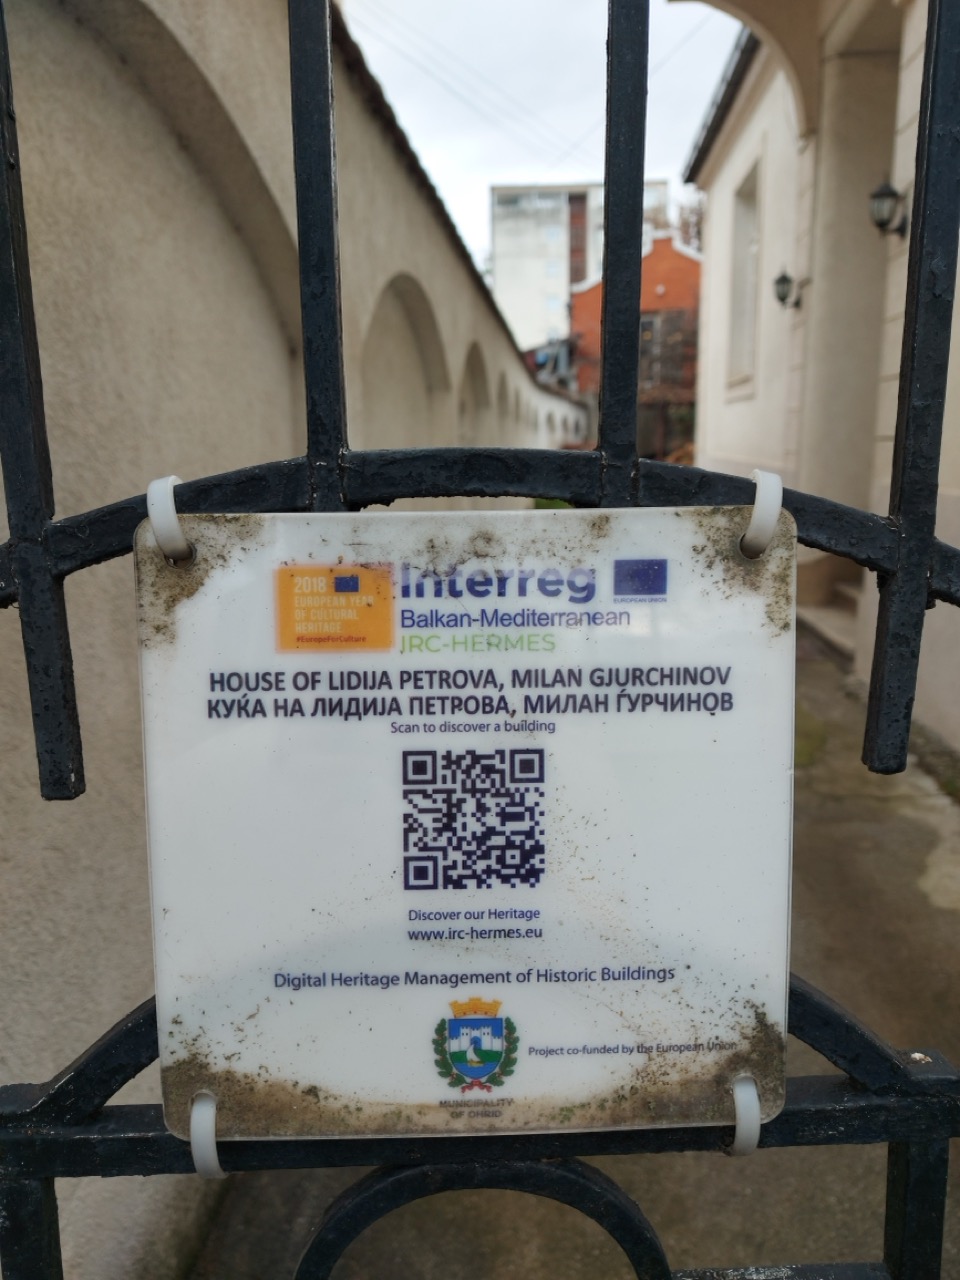 2018
EUROPEAN YEAR
OF CULTURAL
HERITAGE
#EuropeForCulture
Interreg
EUROPEAN UNION
Balkan-Mediterranean
IRC-HERMES
HOUSE OF LIDIJA PETROVA, MILAN GJURCHINOV
КУЌА НА ЛИДИЈА ПЕТРОВА, МИЛАН ЃУРЧИНОВ
Scan to discover a building
Discover our Heritage
www.irc-hermes.eu
Digital Heritage Management of Historic Buildings
Project co-funded by the European Union
MUNICIPALITY
OF OHRID